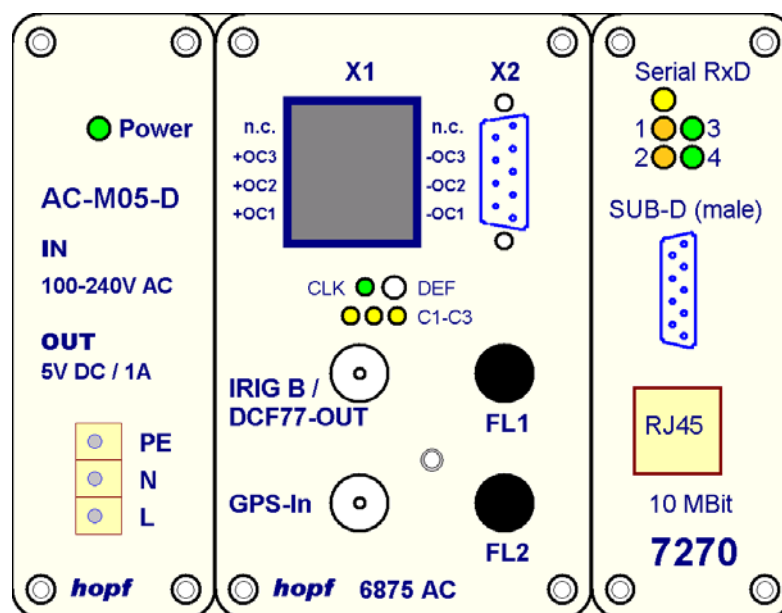 Power
AC-M05-D
IN
100-240V AC
OUT
5V DC / 1A
PE
N
L
hopf
X1 X2
n.c. n.c.
+OC3 -OC3
+OC2 -OC2
+OC1 -OC1
CLK DEF
C1-C3
IRIG B /
DCF77-OUT
FL1
GPS-In
FL2
hopf 6875 AC
Serial RxD
1 3
2 4
SUB-D (male)
RJ45
10 MBit
7270